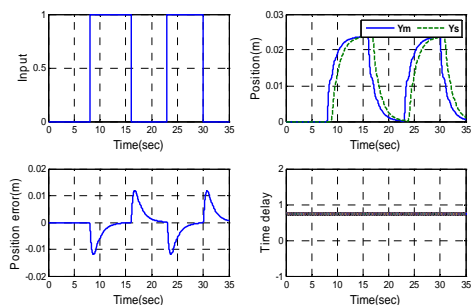 1
0.5
0
Input
0 5 10 15 20 25 30 35
Time(sec)
0.03
0.02
0.01
0
Position(m)
Ym Ys
0 5 10 15 20 25 30 35
Time(sec)
0.02
0.01
0
-0.01
-0.02
Position error(m)
0 5 10 15 20 25 30 35
Time(sec)
2
1
0
-1
Time delay
0 5 10 15 20 25 30 35
Time(sec)